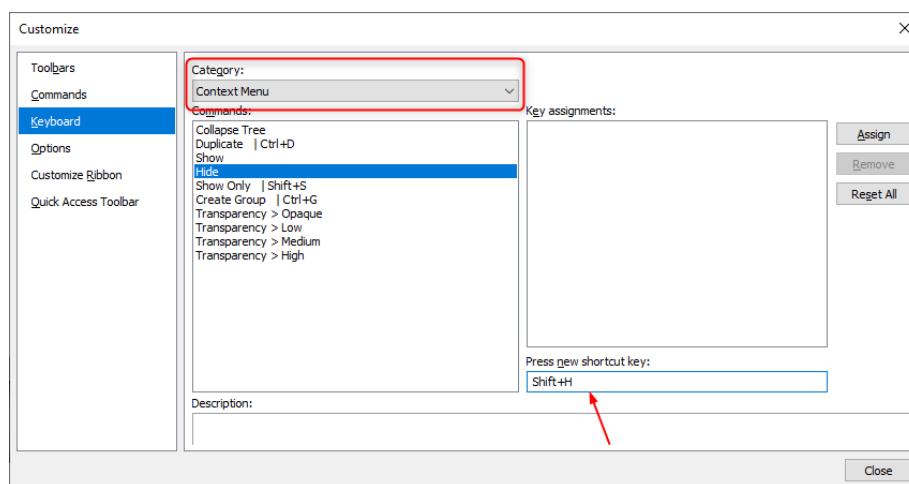 Customize
Toolbars
Commands
Keyboard
Options
Customize Ribbon
Quick Access Toolbar
Category:
Context Menu
Commands:
Collapse Tree
Duplicate | Ctrl+D
Show
Hide
Show Only | Shift+S
Create Group | Ctrl+G
Transparency > Opaque
Transparency > Low
Transparency > Medium
Transparency > High
Key assignments:
Assign
Remove
Reset All
Press new shortcut key:
Shift+H
Description:
Close